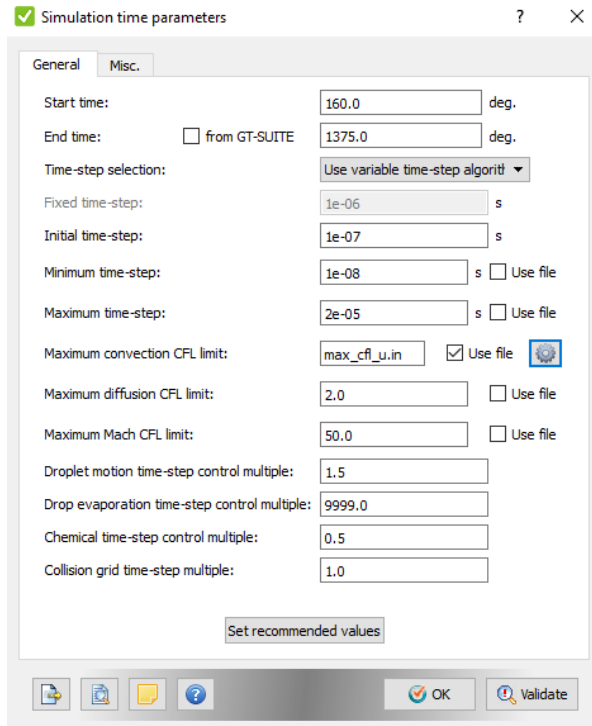 Simulation time parameters ?
General Misc.
Start time: 160.0 deg.
End time: from GT-SUITE 1375.0 deg.
Time-step selection: Use variable time-step algoritl
Fixed time-step: 1e-06 s
Initial time-step: 1e-07 s
Minimum time-step: 1e-08 s Use file
Maximum time-step: 2e-05 s Use file
Maximum convection CFL limit: max_cfl_u.in Use file
Maximum diffusion CFL limit: 2.0 Use file
Maximum Mach CFL limit: 50.0 Use file
Droplet motion time-step control multiple: 1.5
Drop evaporation time-step control multiple: 9999.0
Chemical time-step control multiple: 0.5
Collision grid time-step multiple: 1.0
Set recommended values
? OK Validate